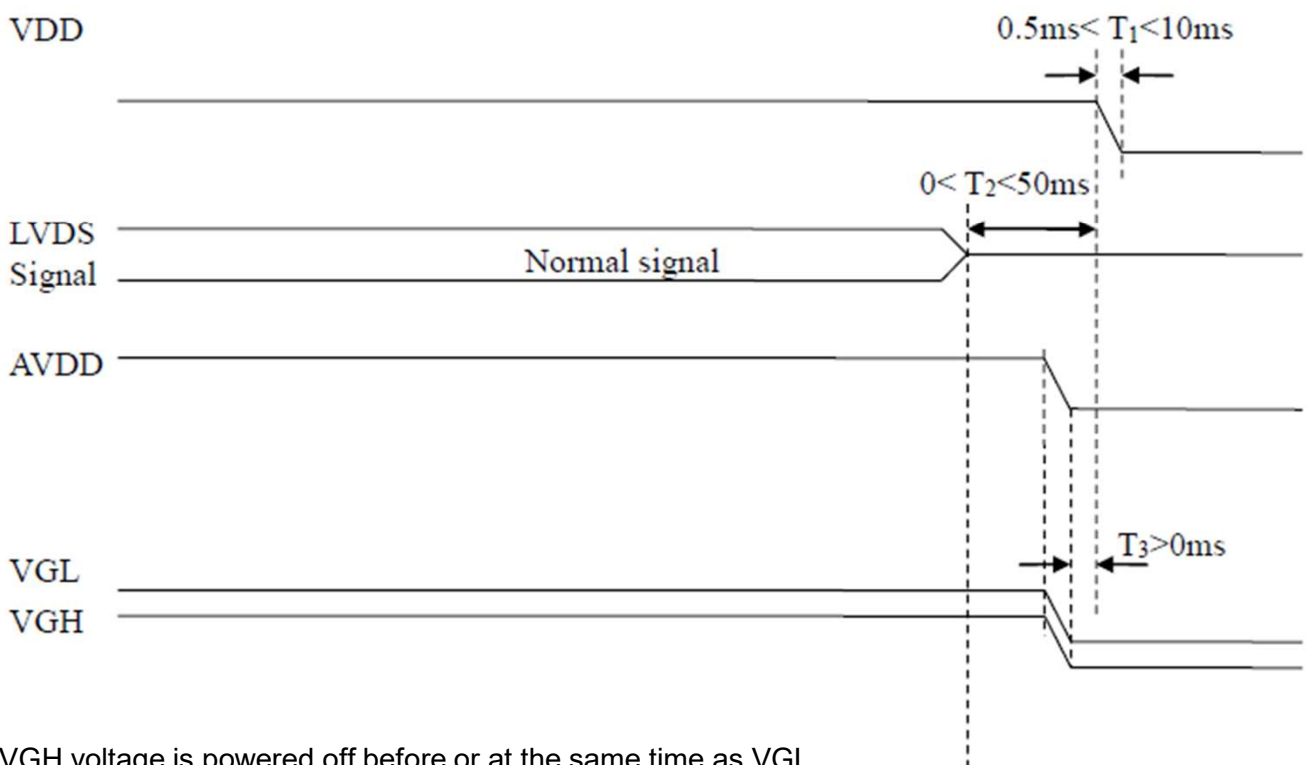 VDD
0.5ms< T₁<10ms
0< T₂<50ms
LVDS
Signal
Normal signal
AVDD
T₃>0ms
VGL
VGH
VGH voltage is powered off before or at the same time as VGL